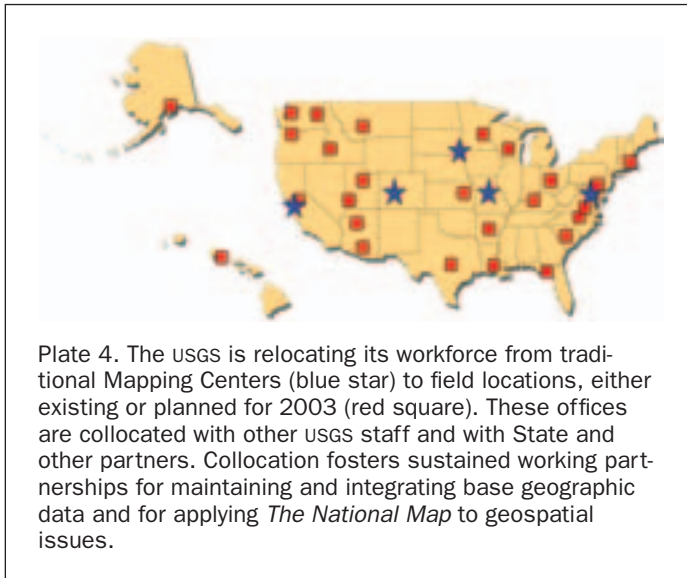 Plate 4. The USGS is relocating its workforce from tradi-
tional Mapping Centers (blue star) to field locations, either
existing or planned for 2003 (red square). These offices
are collocated with other USGS staff and with State and
other partners. Collocation fosters sustained working part-
nerships for maintaining and integrating base geographic
data and for applying The National Map to geospatial
issues.